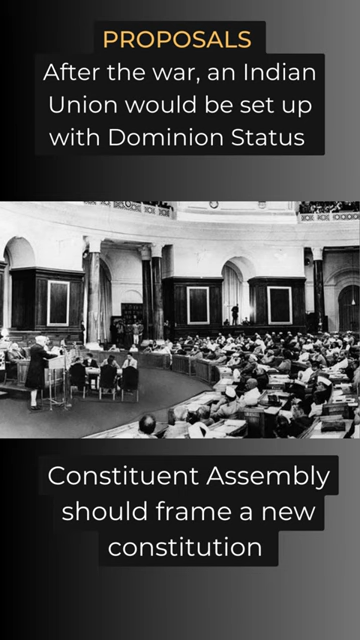 PROPOSALS
After the war, an Indian
Union would be set up
with Dominion Status
Constituent Assembly
should frame a new
constitution